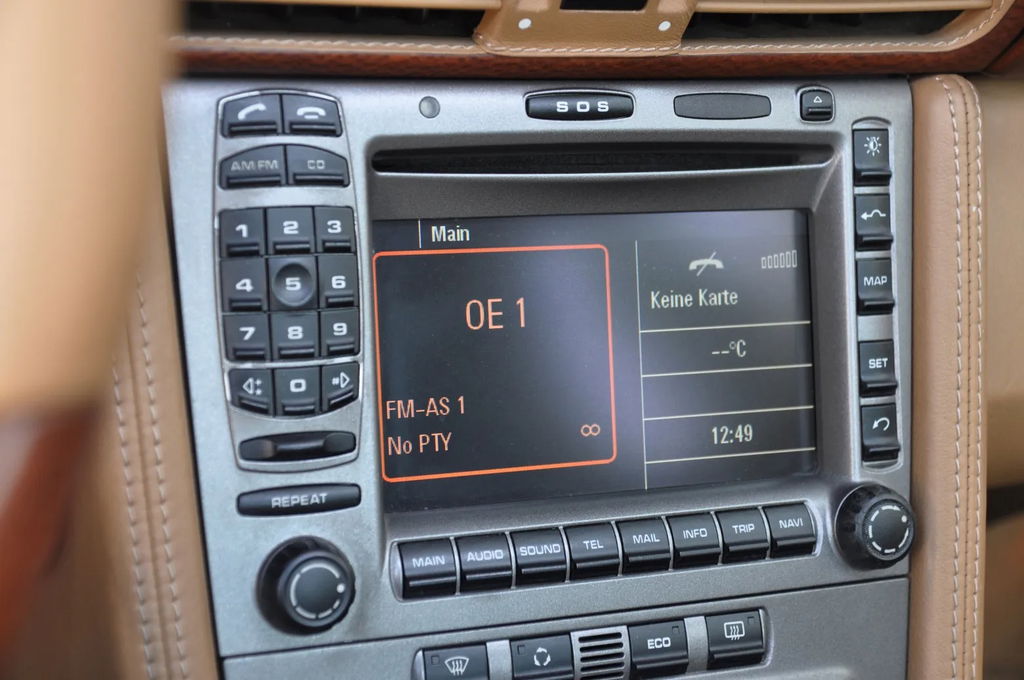 SOS
AM FM CD
1 2 3
4 5 6
7 8 9
* 0 #
REPEAT
Main
OE 1
FM-AS 1
No PTY
∞
Keine Karte
--°C
12:49
MAP
SET
MAIN AUDIO SOUND TEL MAIL INFO TRIP NAVI
ECO